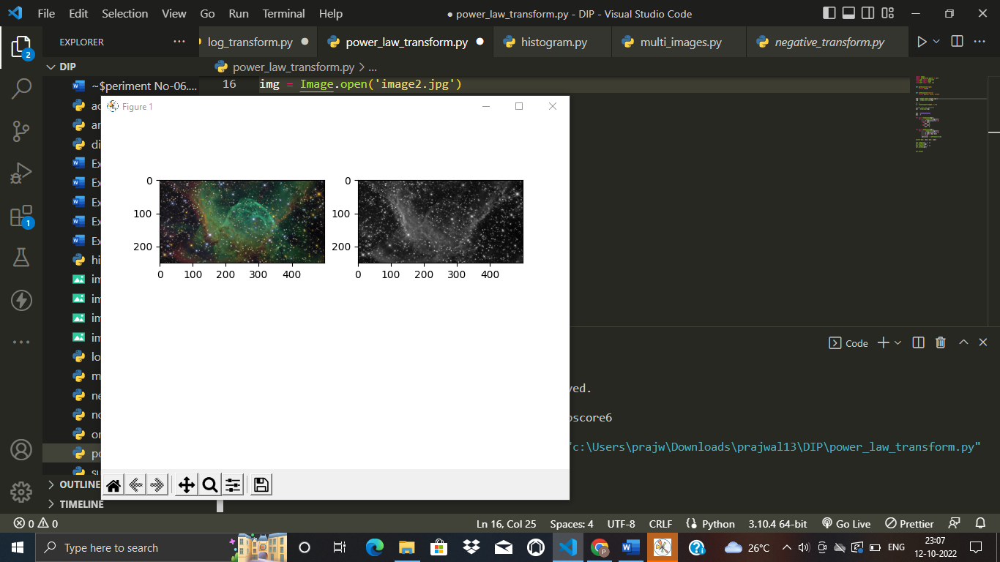 File Edit Selection View Go Run Terminal Help
● power_law_transform.py - DIP - Visual Studio Code
2
EXPLORER ...
log_transform.py
power_law_transform.py
histogram.py
multi_images.py
negative_transform.py
DIP
power_law_transform.py > ...
~$periment No-06....
16 img = Image.open('image2.jpg')
Figure 1
ar
di
Ex
Ex
Ex
Ex
Ex
hi
im
im
im
im
lo
ne
no
0
100
200
0 100 200 300 400
0
100
200
0 100 200 300 400
1
Code
ved.
oscore6
"c:\Users\prajw\Downloads\prajwal13\DIP\power_law_transform.py"
OUTLINE
TIMELINE
0 0
Ln 16, Col 25 Spaces: 4 UTF-8 CRLF Python 3.10.4 64-bit Go Live Prettier
Type here to search
26°C
ENG
23:07
12-10-2022